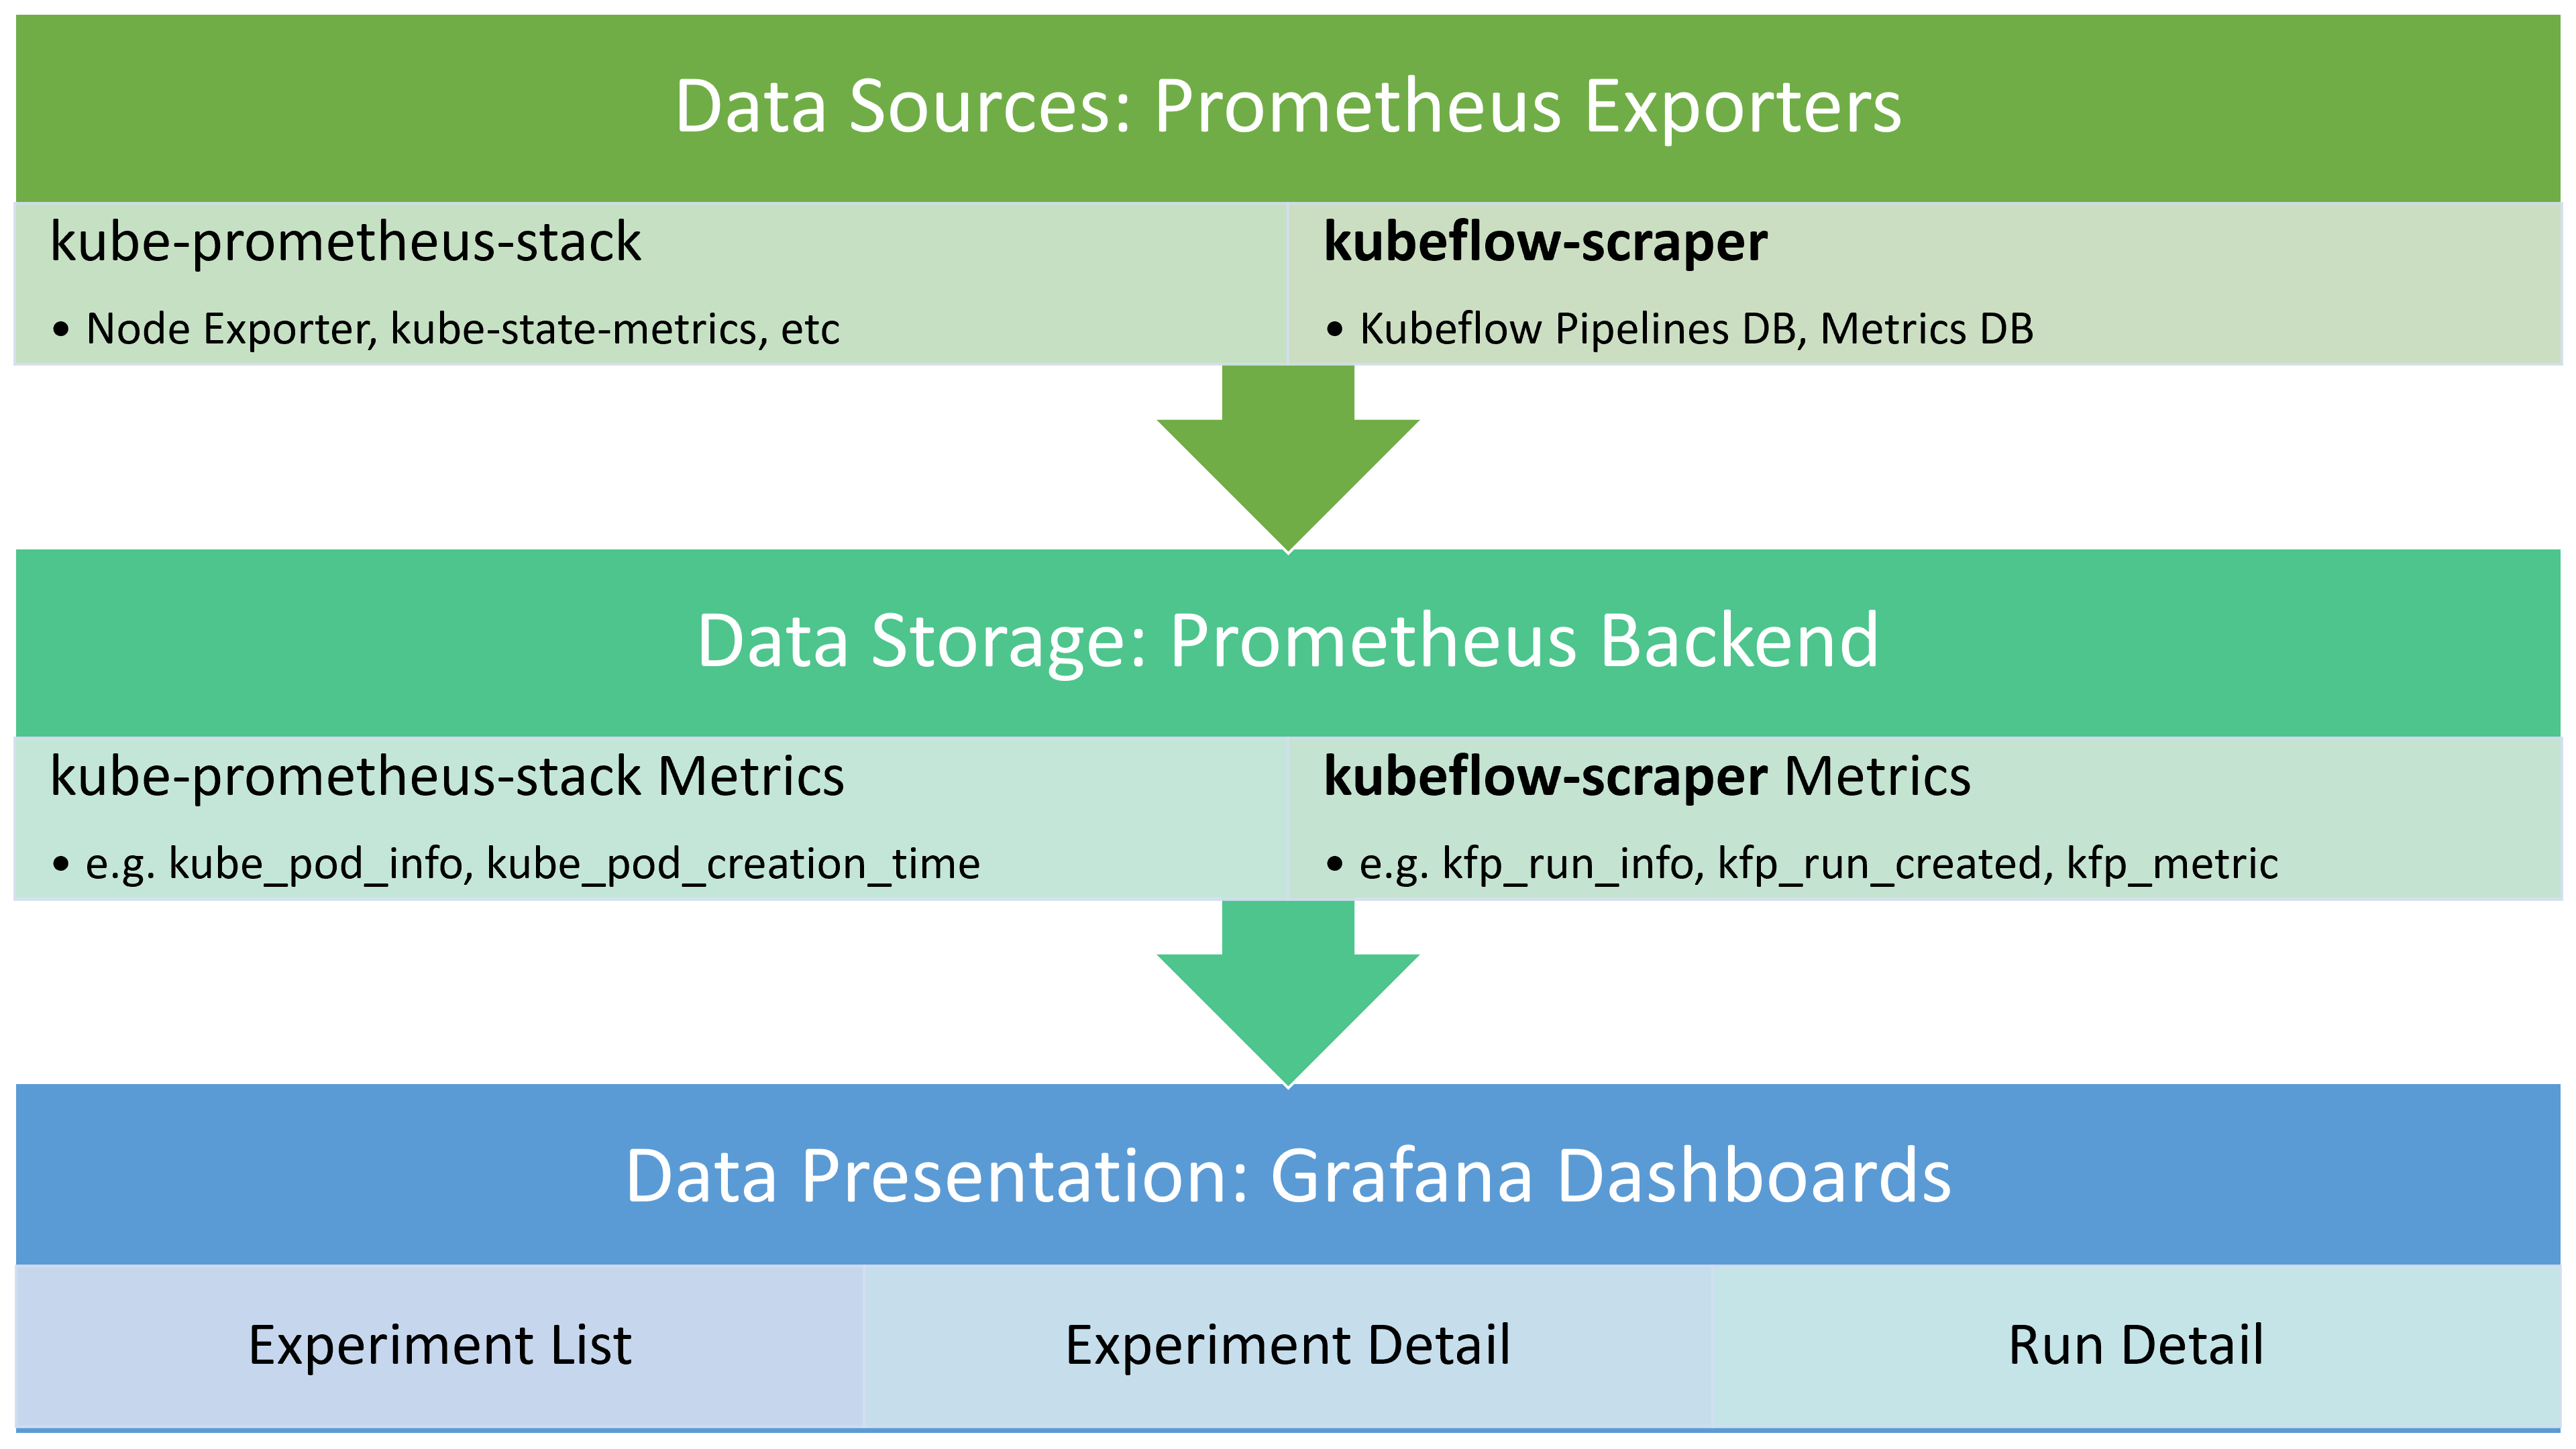 Data Sources: Prometheus Exporters
kube-prometheus-stack
• Node Exporter, kube-state-metrics, etc
kubeflow-scraper
• Kubeflow Pipelines DB, Metrics DB
Data Storage: Prometheus Backend
kube-prometheus-stack Metrics
• e.g. kube_pod_info, kube_pod_creation_time
kubeflow-scraper Metrics
• e.g. kfp_run_info, kfp_run_created, kfp_metric
Data Presentation: Grafana Dashboards
Experiment List
Experiment Detail
Run Detail